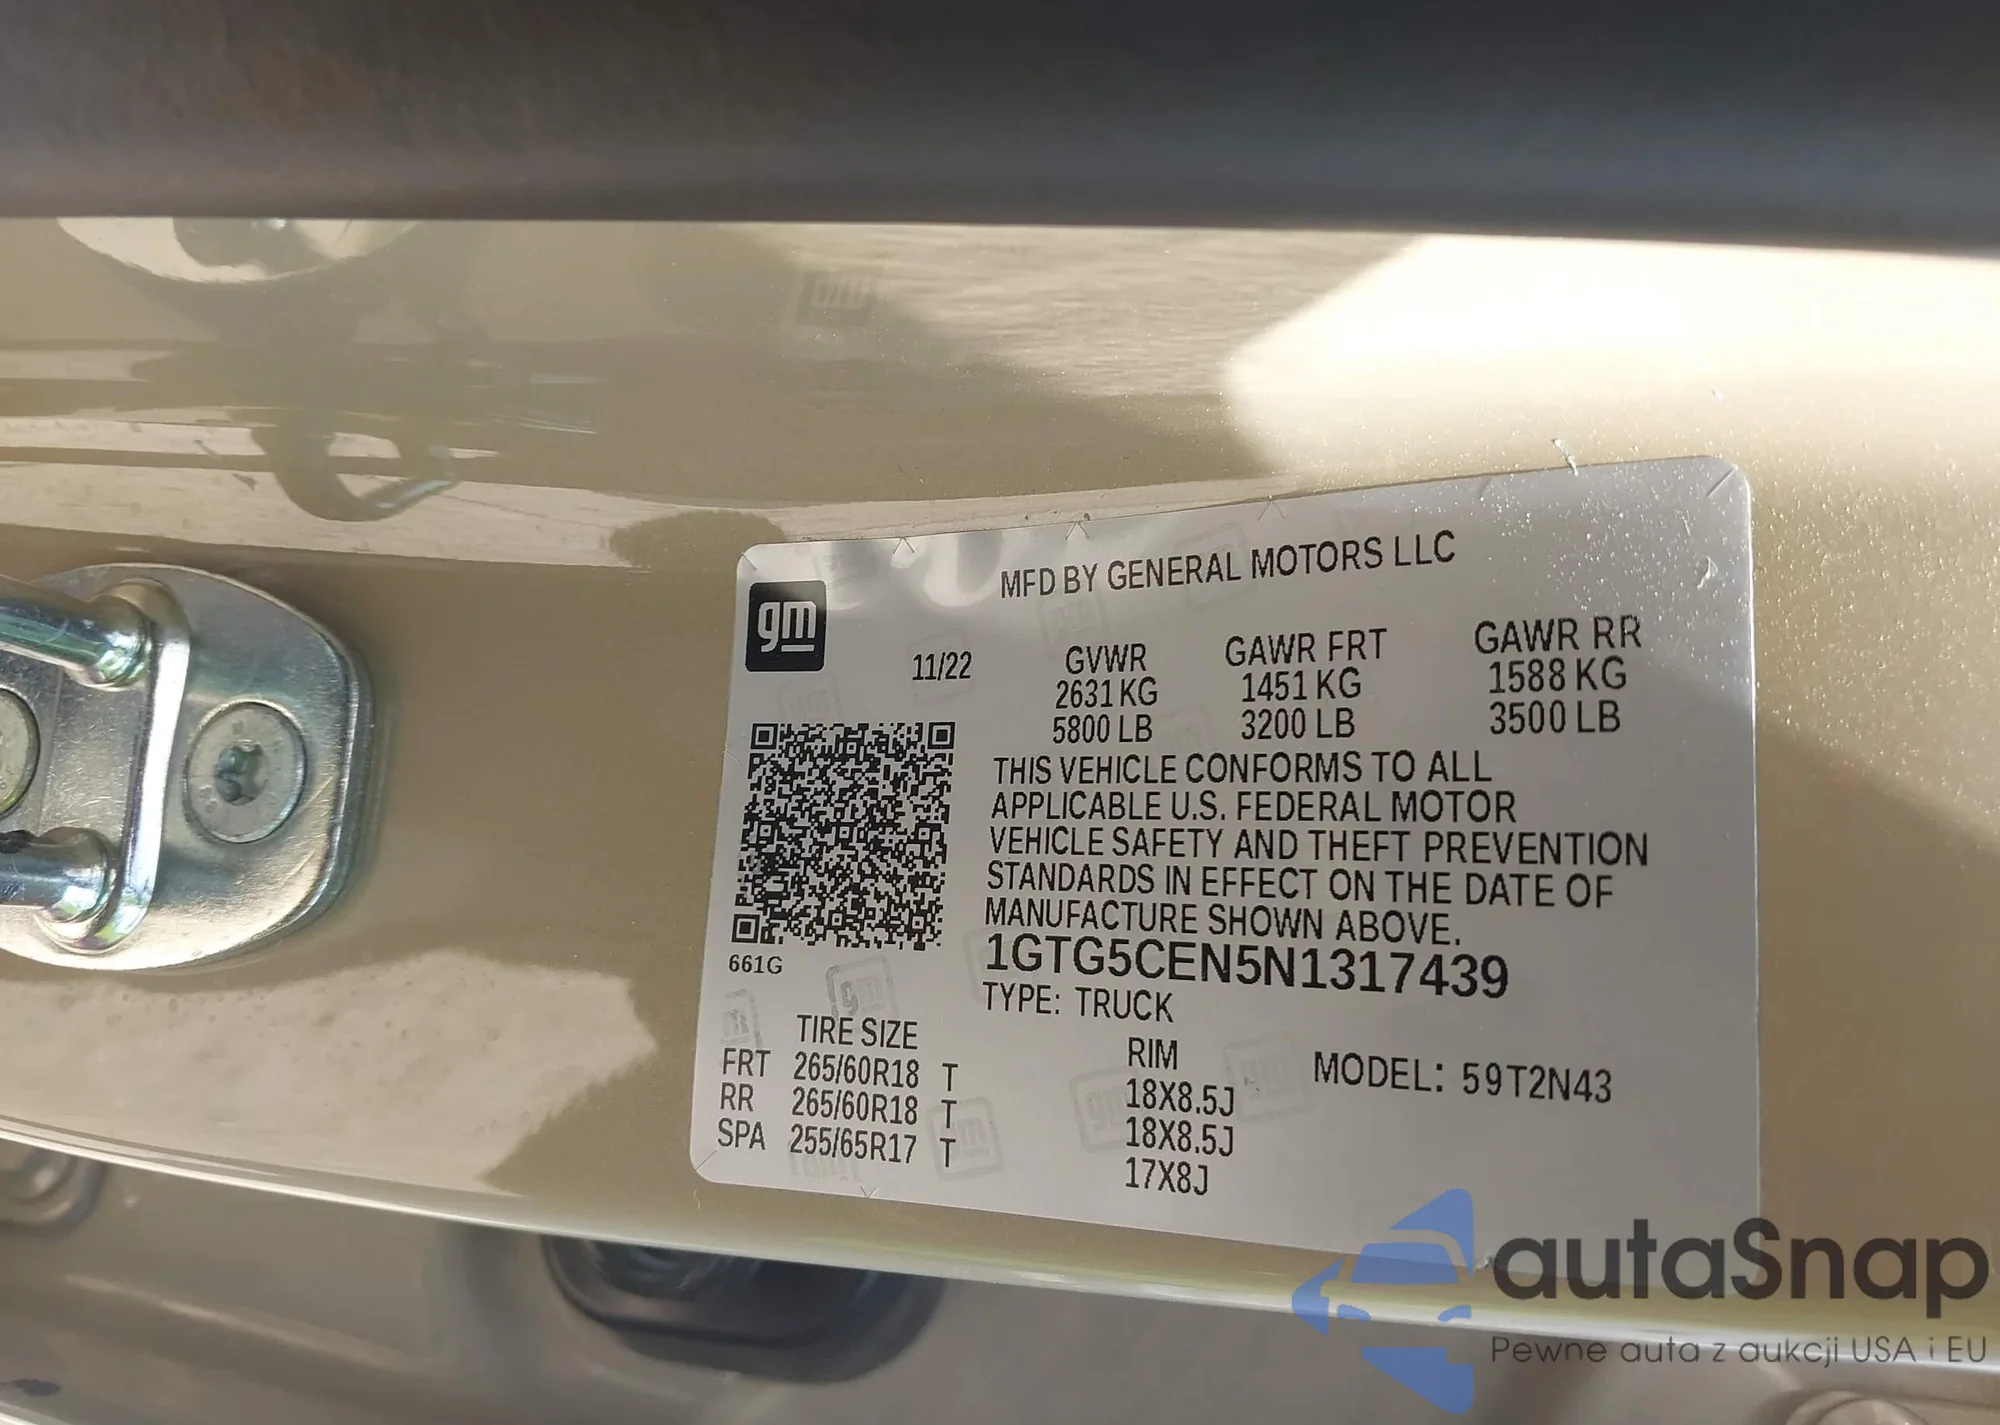 MFD BY GENERAL MOTORS LLC
gm
11/22 GVWR GAWR FRT GAWR RR
2631 KG 1451 KG 1588 KG
5800 LB 3200 LB 3500 LB
THIS VEHICLE CONFORMS TO ALL
APPLICABLE U.S. FEDERAL MOTOR
VEHICLE SAFETY AND THEFT PREVENTION
STANDARDS IN EFFECT ON THE DATE OF
MANUFACTURE SHOWN ABOVE.
661G
1GTG5CEN5N1317439
TYPE: TRUCK
TIRE SIZE RIM MODEL: 59T2N43
FRT 265/60R18 T 18X8.5J
RR 265/60R18 T 18X8.5J
SPA 255/65R17 T 17X8J
autaSnap
Pewne auta z aukcji USA i EU